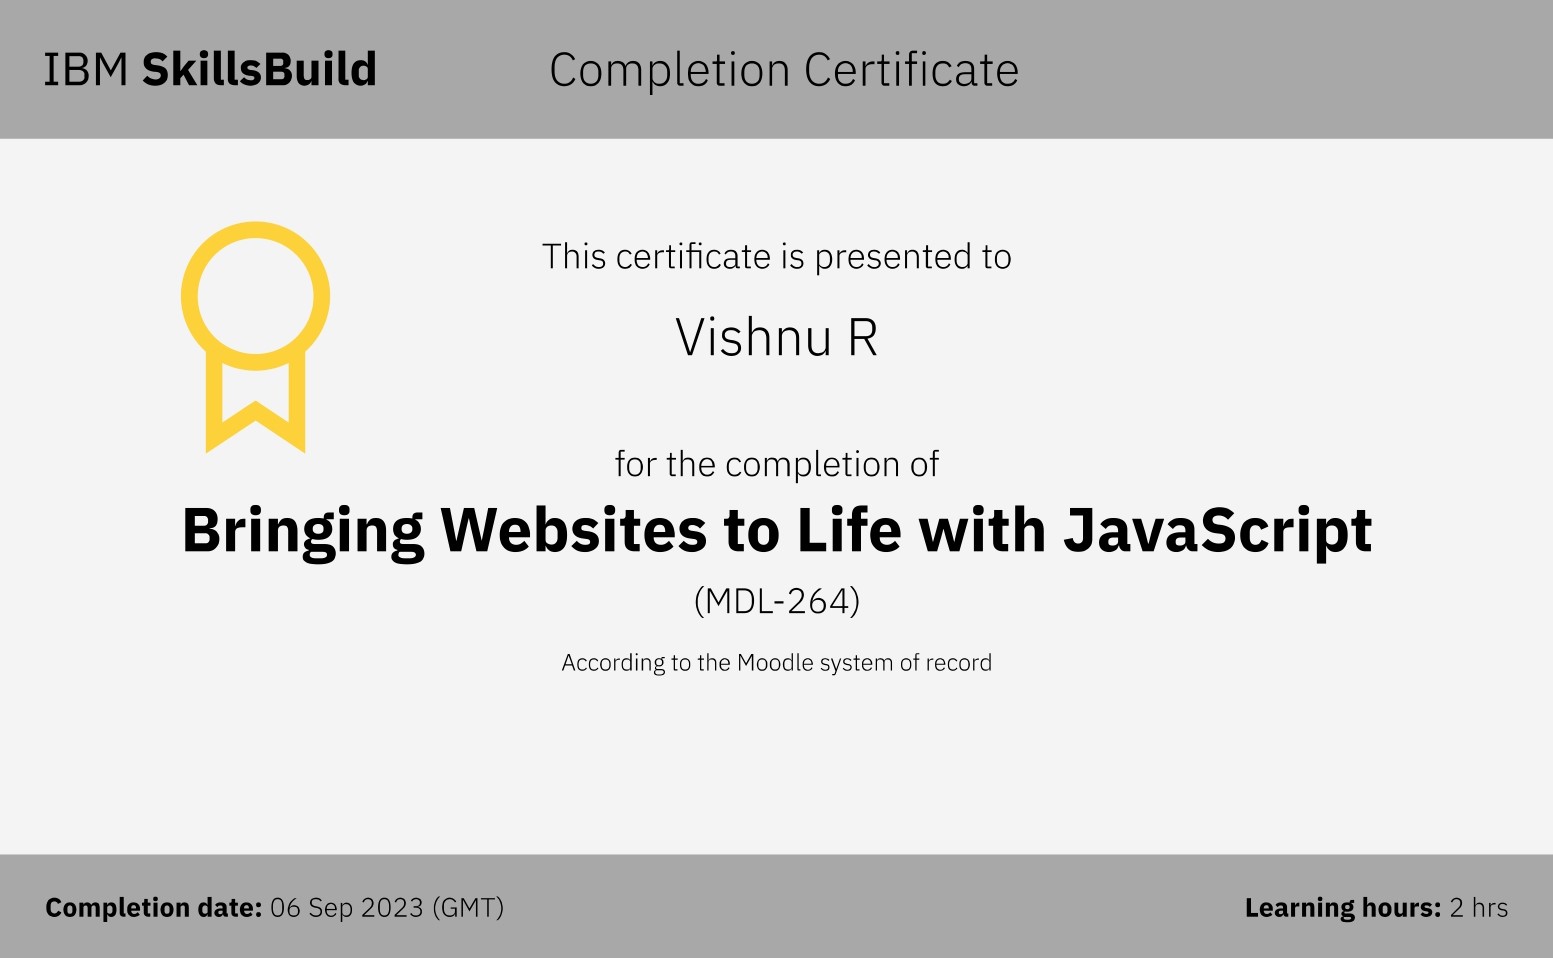 IBM SkillsBuild
Completion Certificate
This certificate is presented to
Vishnu R
for the completion of
Bringing Websites to Life with JavaScript
(MDL-264)
According to the Moodle system of record
Completion date: 06 Sep 2023 (GMT)
Learning hours: 2 hrs